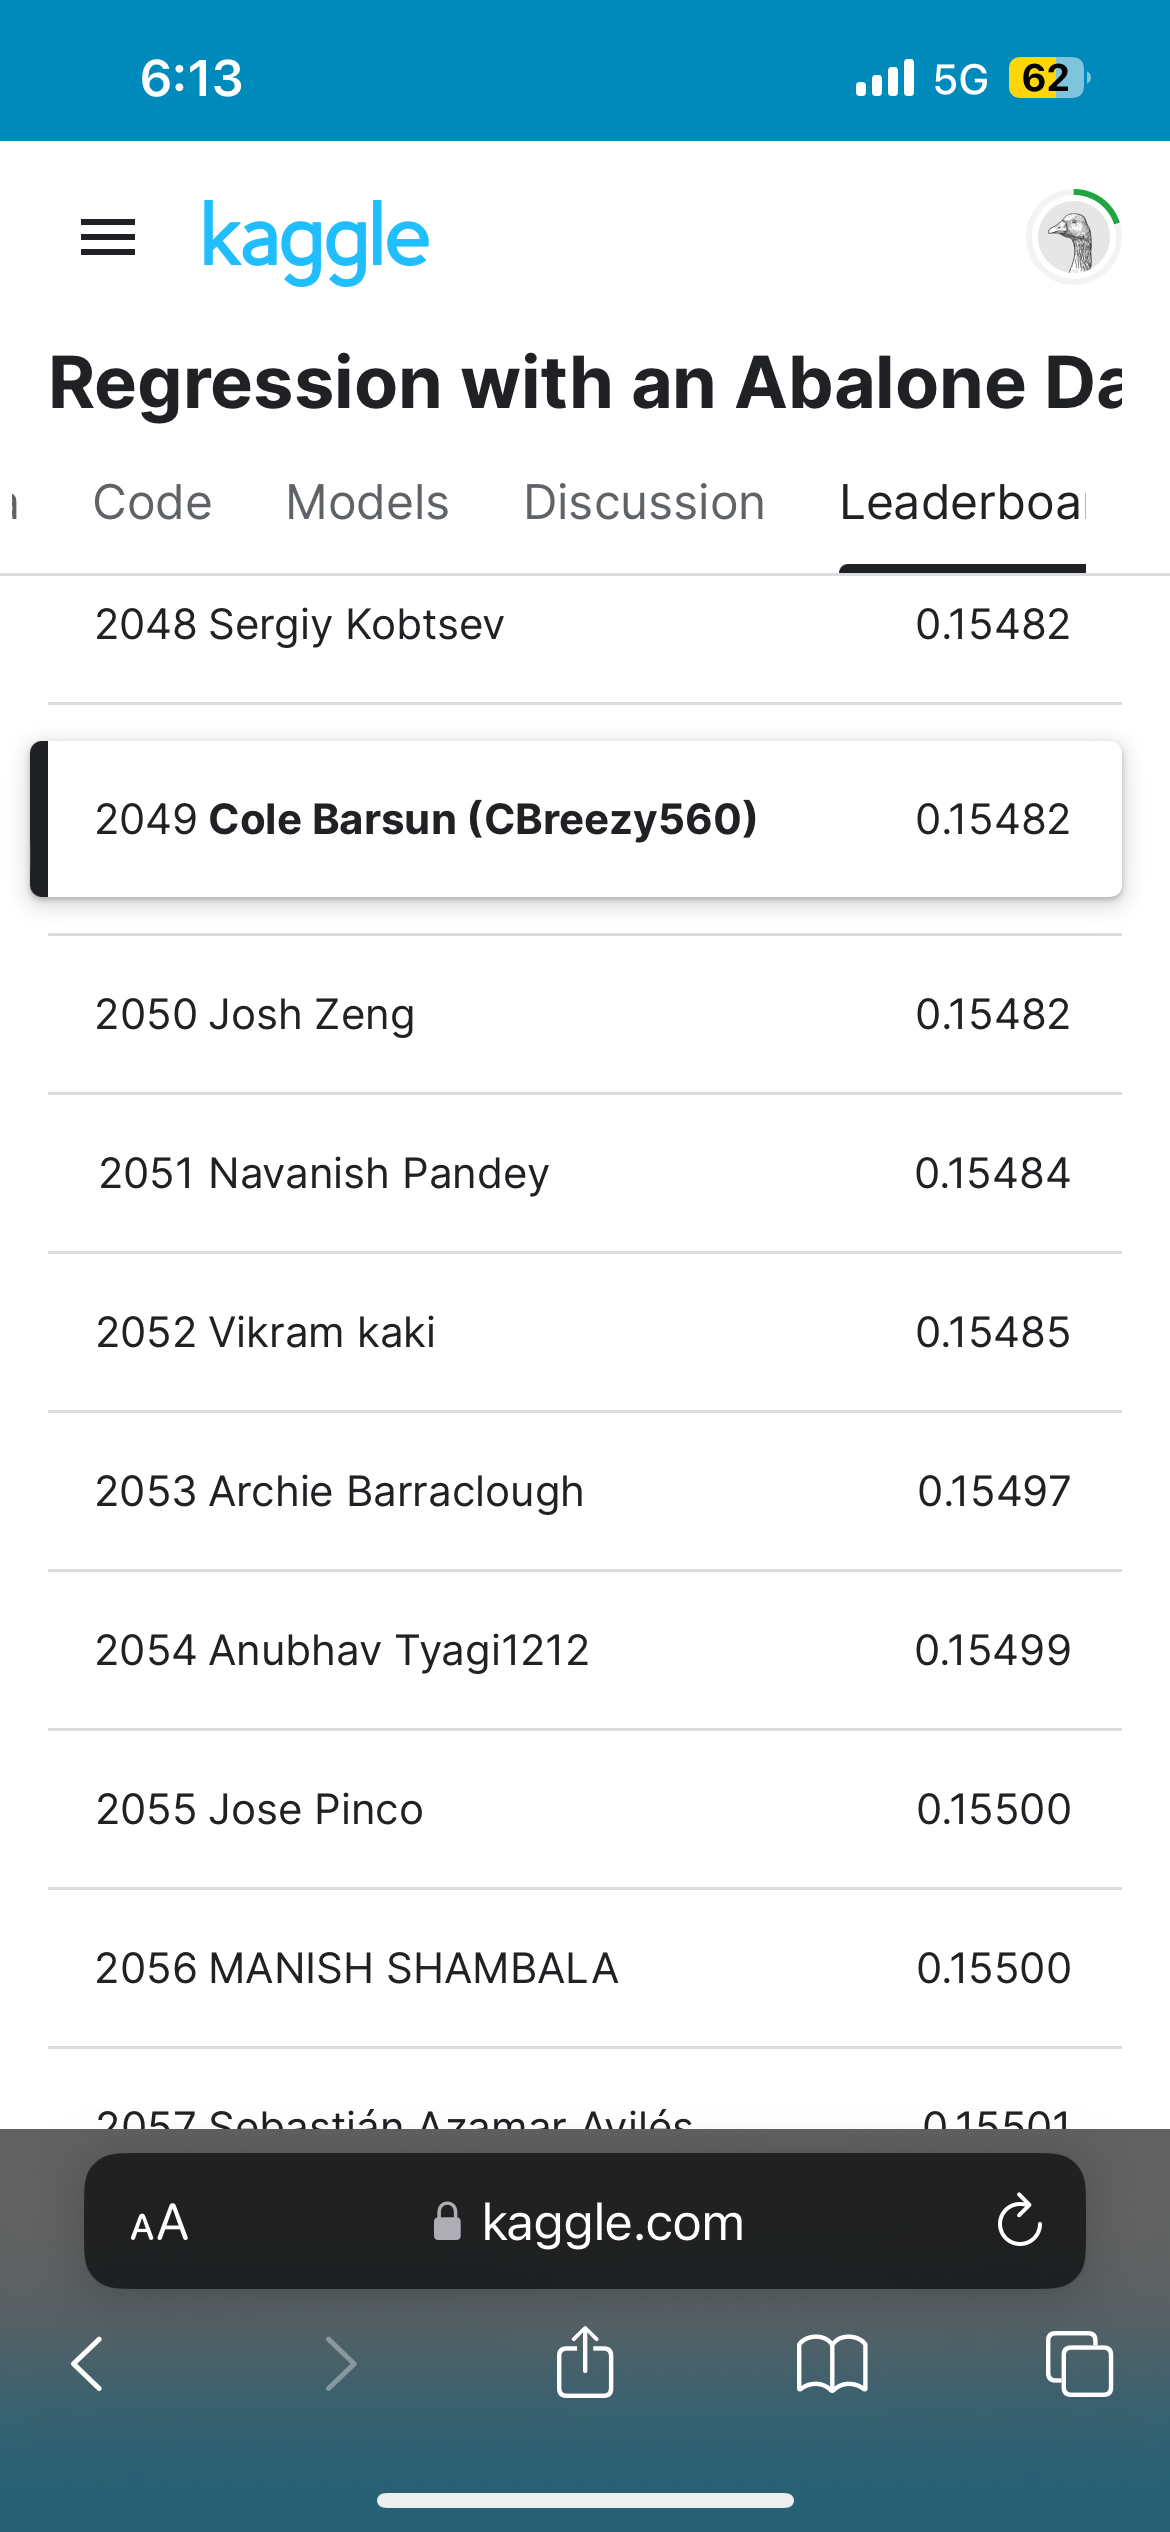 6:13
5G 62
kaggle
Regression with an Abalone Da
Code Models Discussion Leaderboa
2048 Sergiy Kobtsev 0.15482
2049 Cole Barsun (CBreezy560) 0.15482
2050 Josh Zeng 0.15482
2051 Navanish Pandey 0.15484
2052 Vikram kaki 0.15485
2053 Archie Barraclough 0.15497
2054 Anubhav Tyagi1212 0.15499
2055 Jose Pinco 0.15500
2056 MANISH SHAMBALA 0.15500
2057 Sebastián Azamar Avilés 0.15501
AA kaggle.com